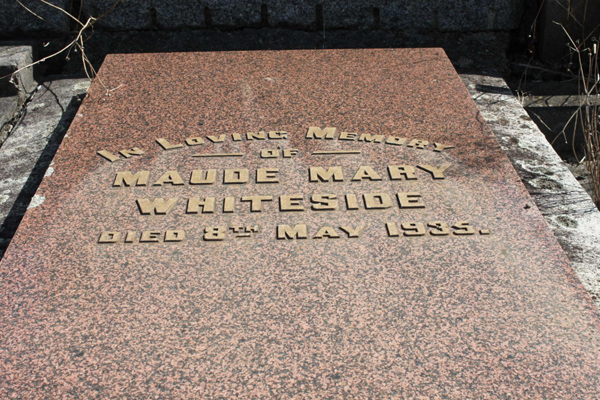 IN LOVING MEMORY
OF
MAUDE MARY
WHITESIDE
DIED 8TH MAY 1935.